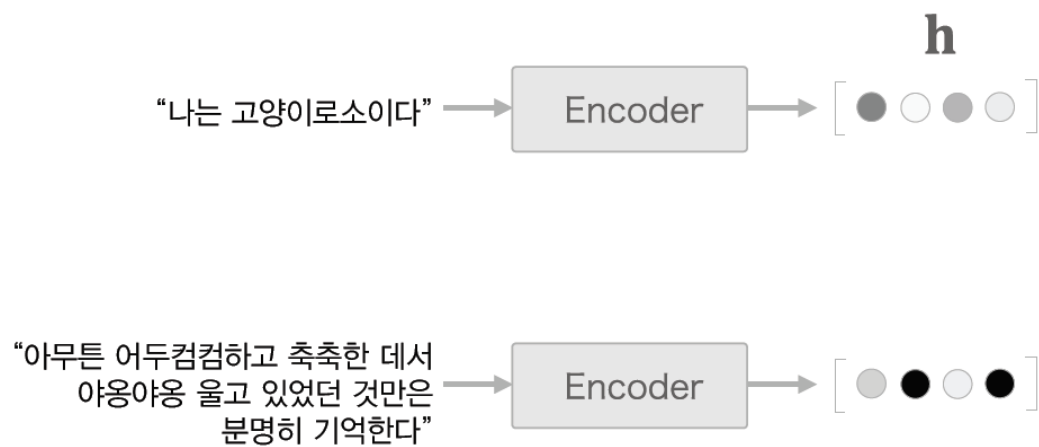 h
“나는 고양이로소이다”
Encoder
“아무튼 어두컴컴하고 축축한 데서
야옹야옹 울고 있었던 것만은
분명히 기억한다”
Encoder